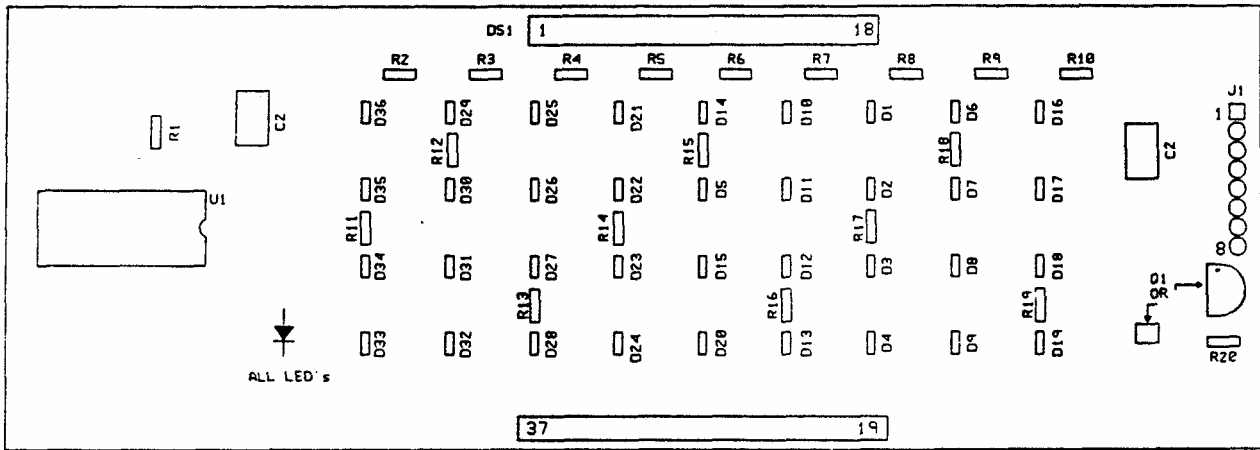 DS1 1 18
R2 R3 R4 R5 R6 R7 R8 R9 R10
J1
1
R1 C2 D36 D29 D25 D21 D14 D10 D1 D6 D16 C2
R12 R15 R18
U1 D35 D30 D26 D22 D5 D11 D2 D7 D17
R11 R14 R17
8
D34 D31 D27 D23 D15 D12 D3 D8 D18
Q1
OR
R13 R16 R19
D33 D32 D28 D24 D20 D13 D4 D9 D19
R20
ALL LED's
37 19